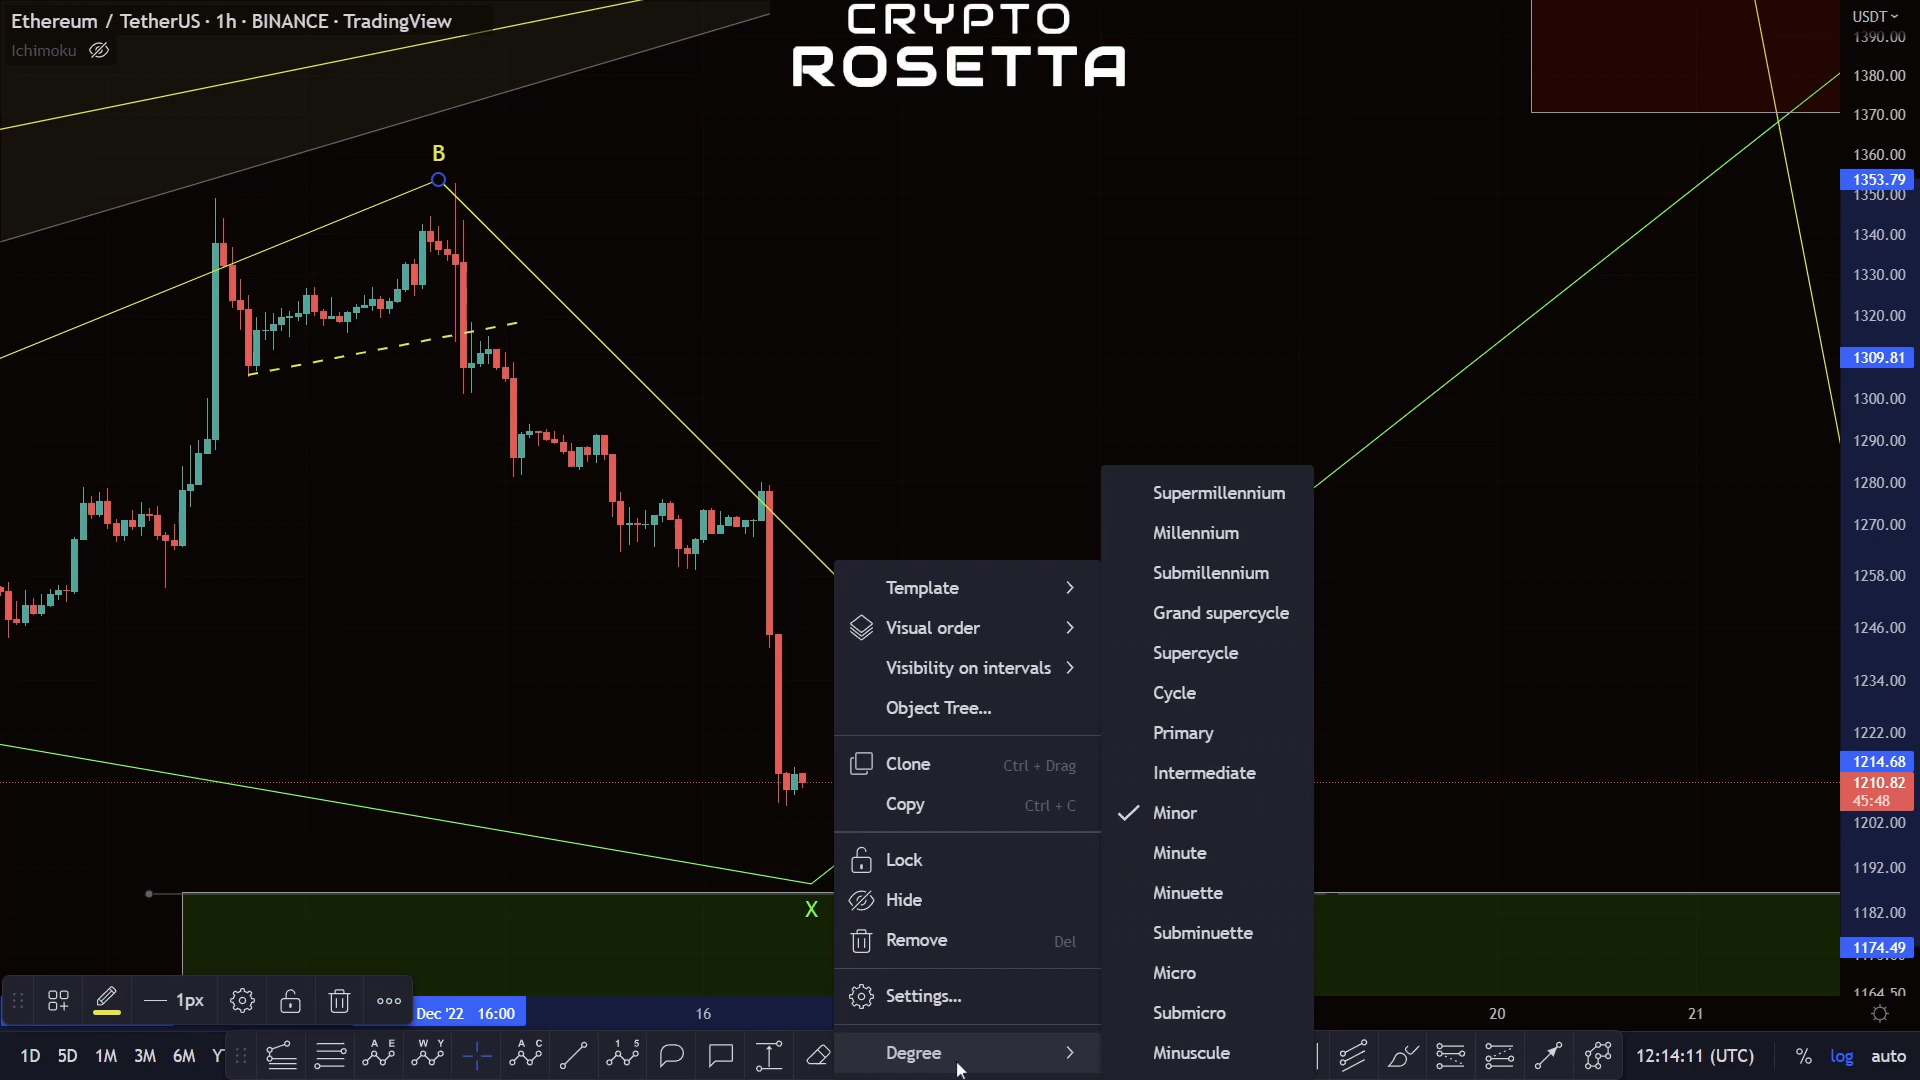 Ethereum / TetherUS · 1h · BINANCE · TradingView
CRYPTO
ROSETTA
USDT
Ichimoku
1390.00
1380.00
1370.00
1360.00
1353.79
1350.00
1340.00
1330.00
1320.00
1309.81
1300.00
1290.00
1280.00
1270.00
1258.00
1246.00
1234.00
1222.00
1214.68
1210.82
45:48
1202.00
1192.00
1182.00
1174.49
1164.50
B
X
Template
Visual order
Visibility on intervals
Object Tree...
Clone Ctrl + Drag
Copy Ctrl + C
Lock
Hide
Remove Del
Settings...
Degree
Supermillennium
Millennium
Submillennium
Grand supercycle
Supercycle
Cycle
Primary
Intermediate
Minor
Minute
Minuette
Subminuette
Micro
Submicro
Minuscule
1px
Dec '22 16:00
16
20
21
1D 5D 1M 3M 6M
A E
W Y
A C
1 5
12:14:11 (UTC)
% log auto